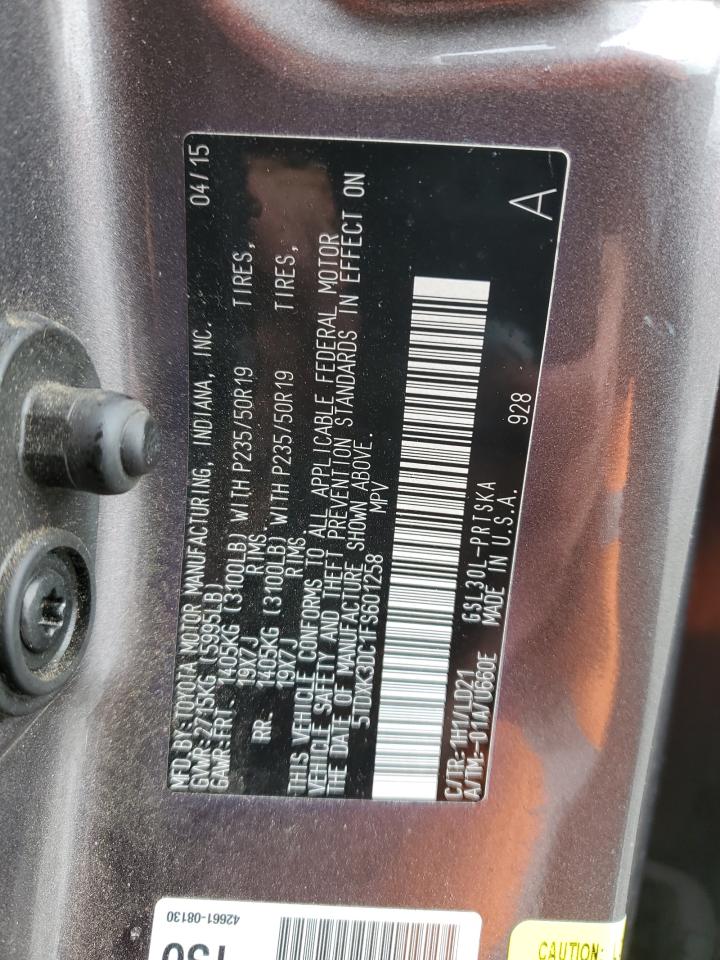 MFD. BY: TOYOTA MOTOR MANUFACTURING, INDIANA, INC. 04/15
GVWR: 2715KG (5995LB)
GAWR: FRT. 1405KG (3100LB) WITH P235/50R19 TIRES,
19X7J RIMS.
RR. 1405KG (3100LB) WITH P235/50R19 TIRES,
19X7J RIMS.
THIS VEHICLE CONFORMS TO ALL APPLICABLE FEDERAL MOTOR
VEHICLE SAFETY AND THEFT PREVENTION STANDARDS IN EFFECT ON
THE DATE OF MANUFACTURE SHOWN ABOVE.
5TDXK3DC1FS601258 MPV
C/TR: 1H1/LD21 GSL30L-PRTSKA
A/TM: -01A/U660E MADE IN U.S.A. 928
A
42661-08130
130
CAUTION: